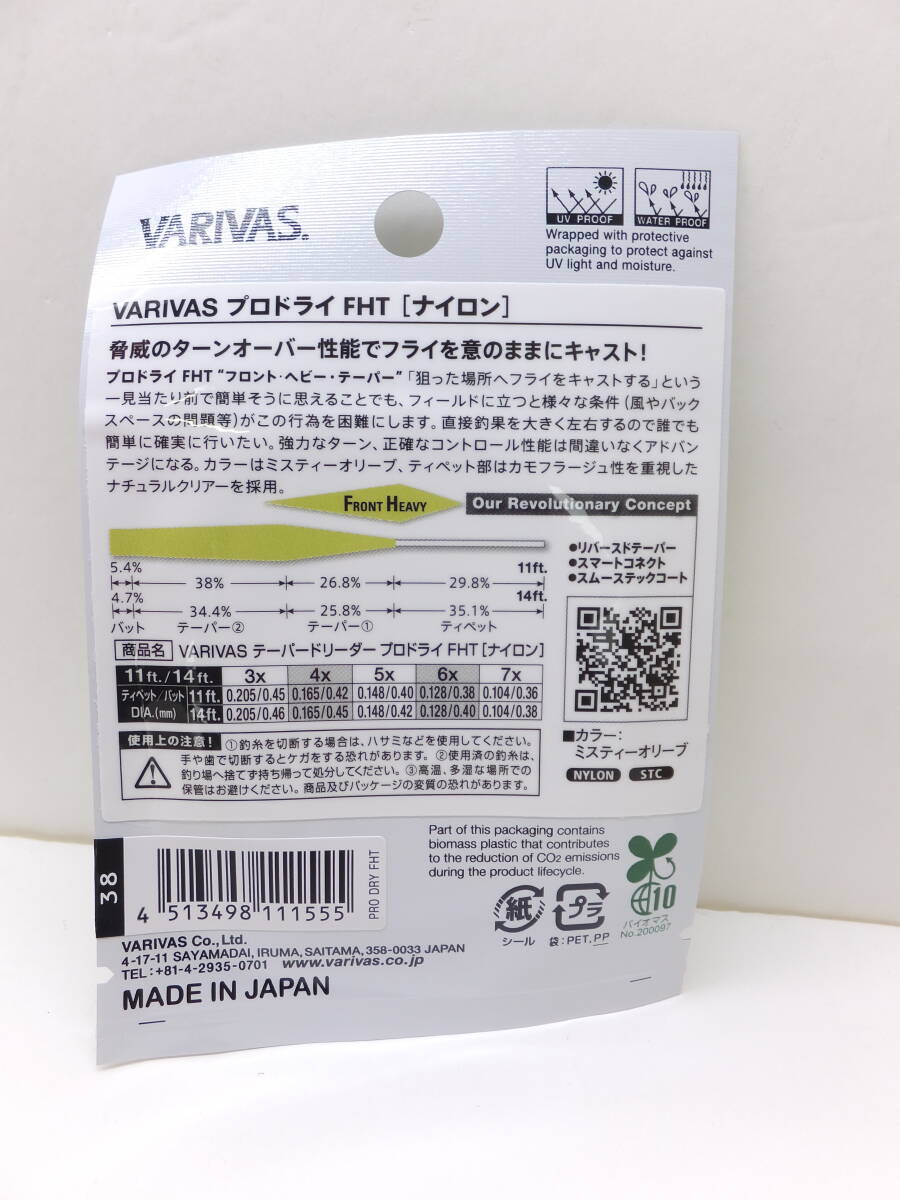 VARIVAS®
UV PROOF
WATER PROOF
Wrapped with protective
packaging to protect against
UV light and moisture.
VARIVAS プロドライ FHT［ナイロン］
脅威のターンオーバー性能でフライを意のままにキャスト！
プロドライ FHT “フロント・ヘビー・テーパー”「狙った場所へフライをキャストする」という
一見当たり前で簡単そうに思えることでも、フィールドに立つと様々な条件（風やバック
スペースの問題等）がこの行為を困難にします。直接釣果を大きく左右するので誰でも
簡単に確実に行いたい。強力なターン、正確なコントロール性能は間違いなくアドバン
テージになる。カラーはミスティーオリーブ、ティペット部はカモフラージュ性を重視した
ナチュラルクリアーを採用。
FRONT HEAVY
Our Revolutionary Concept
●リバースドテーパー
●スマートコネクト
●スムーステックコート
5.4% 38% 26.8% 29.8% 11ft.
4.7% 34.4% 25.8% 35.1% 14ft.
バット テーパー② テーパー① ティペット
商品名 VARIVAS テーパードリーダー プロドライ FHT［ナイロン］
11ft./14ft. 3x 4x 5x 6x 7x
ティペット/バット 11ft. 0.205/0.45 0.165/0.42 0.148/0.40 0.128/0.38 0.104/0.36
DIA.(mm) 14ft. 0.205/0.46 0.165/0.45 0.148/0.42 0.128/0.40 0.104/0.38
■カラー：
ミスティーオリーブ
NYLON STC
使用上の注意！ ①釣糸を切断する場合は、ハサミなどを使用してください。
手や歯で切断するとケガをする恐れがあります。②使用済の釣糸は、
釣り場へ捨てず持ち帰って処分してください。③高温、多湿な場所での
保管はお避けください。商品及びパッケージの変質の恐れがあります。
38
4 513498 111555
PRO DRY FHT
Part of this packaging contains
biomass plastic that contributes
to the reduction of CO2 emissions
during the product lifecycle.
紙
シール
プラ
袋：PET, PP
10
バイオマス
No.200097
VARIVAS Co.,Ltd.
4-17-11 SAYAMADAI, IRUMA, SAITAMA, 358-0033 JAPAN
TEL：+81-4-2935-0701 www.varivas.co.jp
MADE IN JAPAN